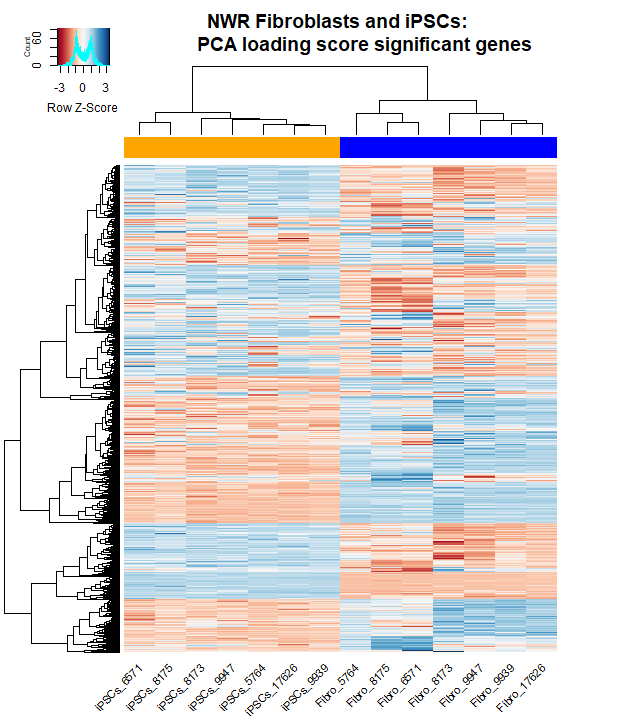 NWR Fibroblasts and iPSCs:
PCA loading score significant genes
Count
0 60
-3 0 3
Row Z-Score
iPSCs_6571
iPSCs_8175
iPSCs_8173
iPSCs_9947
iPSCs_5764
iPSCs_17626
iPSCs_9939
Fibro_5764
Fibro_8175
Fibro_6571
Fibro_8173
Fibro_9947
Fibro_9939
Fibro_17626